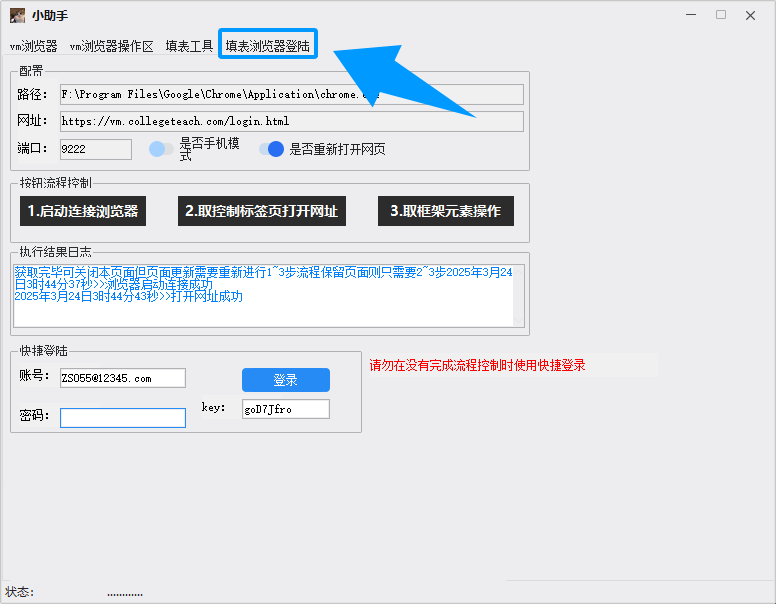 小助手
vm浏览器 vm浏览器操作区 填表工具 填表浏览器登陆
配置
路径: F:\Program Files\Google\Chrome\Application\chrome.
网址: https://vm.collegeteach.com/login.html
端口: 9222 是否手机模
式 是否重新打开网页
按钮流程控制
1.启动连接浏览器 2.取控制标签页打开网址 3.取框架元素操作
执行结果日志
获取完毕可关闭本页面但页面更新需要重新进行1~3步流程保留页面则只需要2~3步2025年3月24
日3时44分37秒>>浏览器启动连接成功
2025年3月24日3时44分43秒>>打开网址成功
快捷登陆
账号: ZS055@12345.com 登录
密码: key: goD7Jfro
请勿在没有完成流程控制时使用快捷登录
状态: ............